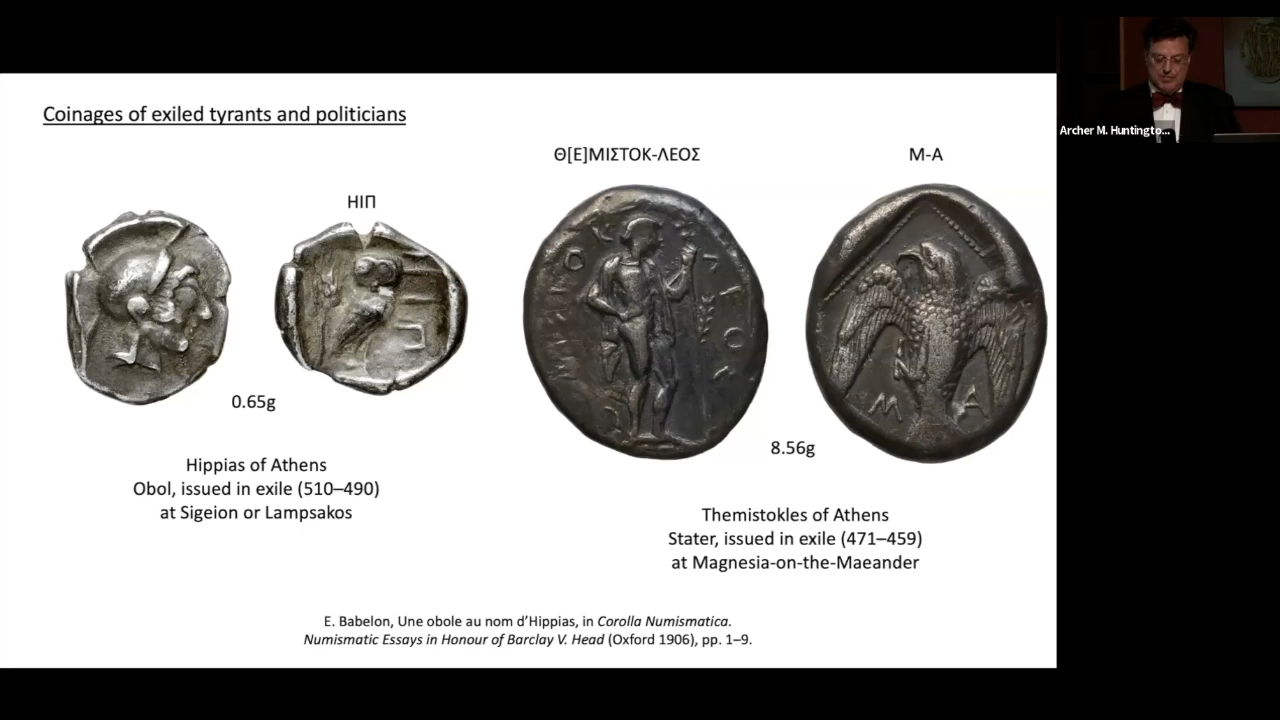 Coinages of exiled tyrants and politicians
Archer M. Huntingto...
ΗΙΠ
Θ[Ε]ΜΙΣΤΟΚ-ΛΕΟΣ
Μ-Α
0.65g
8.56g
Hippias of Athens
Obol, issued in exile (510–490)
at Sigeion or Lampsakos
Themistokles of Athens
Stater, issued in exile (471–459)
at Magnesia-on-the-Maeander
E. Babelon, Une obole au nom d'Hippias, in Corolla Numismatica.
Numismatic Essays in Honour of Barclay V. Head (Oxford 1906), pp. 1–9.